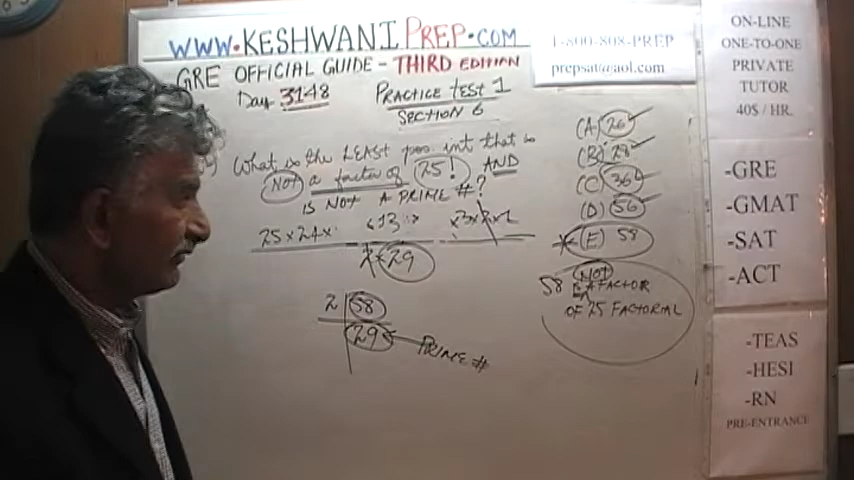 WWW.KESHWANIPREP.COM
1-800-808-PREP
prepsat@aol.com
GRE OFFICIAL GUIDE - THIRD EDITION
Day 3148
PRACTICE TEST 1
SECTION 6
What is the LEAST pos int that is
NOT a factor of 25! AND
IS NOT A PRIME #?
25 x 24 x
13
2 x 29
2 58
29
PRIME #
(A) 26
(B) 28
(C) 36
(D) 56
(E) 58
NOT
58 A FACTOR
OF 25 FACTORIAL
ON-LINE
ONE-TO-ONE
PRIVATE
TUTOR
40$ / HR.
-GRE
-GMAT
-SAT
-ACT
-TEAS
-HESI
-RN
PRE-ENTRANCE